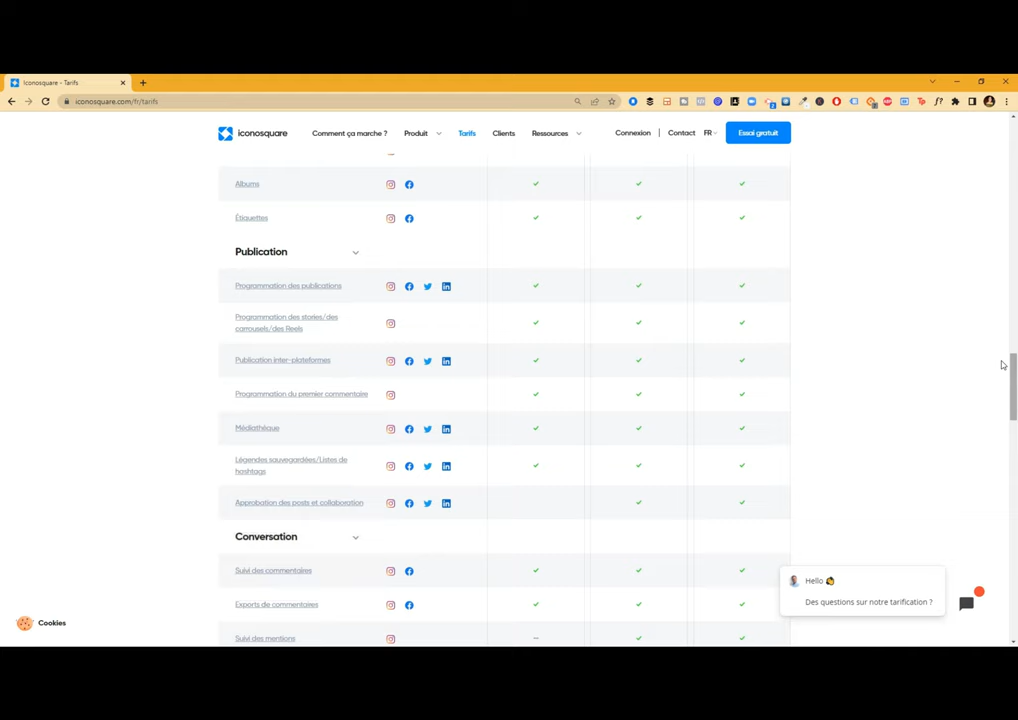 Iconosquare - Tarifs
iconosquare.com/fr/tarifs
iconosquare
Comment ça marche ? Produit Tarifs Clients Ressources Connexion | Contact FR Essai gratuit
Albums
Étiquettes
Publication
Programmation des publications
Programmation des stories/des
carrousels/des Reels
Publication inter-plateformes
Programmation du premier commentaire
Médiathèque
Légendes sauvegardées/Listes de
hashtags
Approbation des posts et collaboration
Conversation
Suivi des commentaires
Exports de commentaires
Suivi des mentions
Hello
Des questions sur notre tarification ?
Cookies